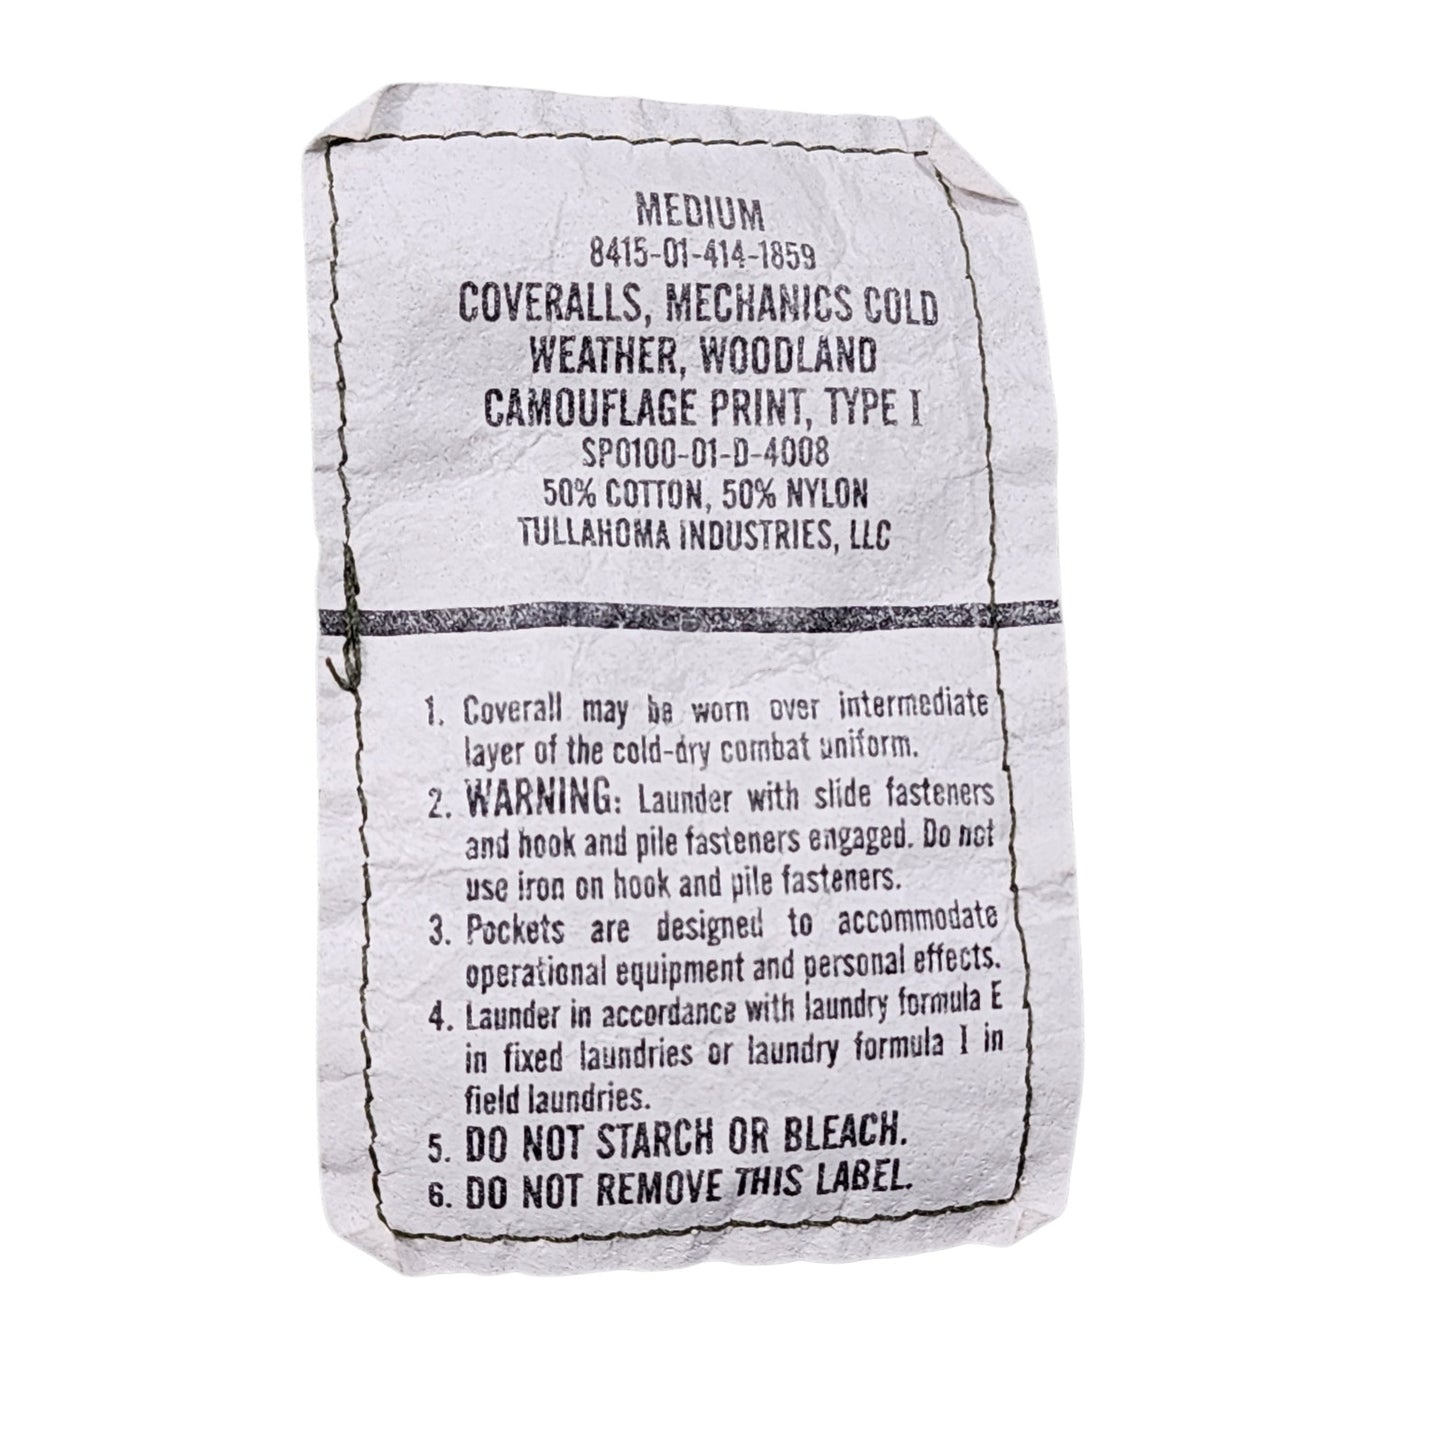 MEDIUM
8415-01-414-1859
COVERALLS, MECHANICS COLD
WEATHER, WOODLAND
CAMOUFLAGE PRINT, TYPE I
SP0100-01-D-4008
50% COTTON, 50% NYLON
TULLAHOMA INDUSTRIES, LLC
1. Coverall may be worn over intermediate
layer of the cold-dry combat uniform.
2. WARNING: Launder with slide fasteners
and hook and pile fasteners engaged. Do not
use iron on hook and pile fasteners.
3. Pockets are designed to accommodate
operational equipment and personal effects.
4. Launder in accordance with laundry formula E
in fixed laundries or laundry formula I in
field laundries.
5. DO NOT STARCH OR BLEACH.
6. DO NOT REMOVE THIS LABEL.